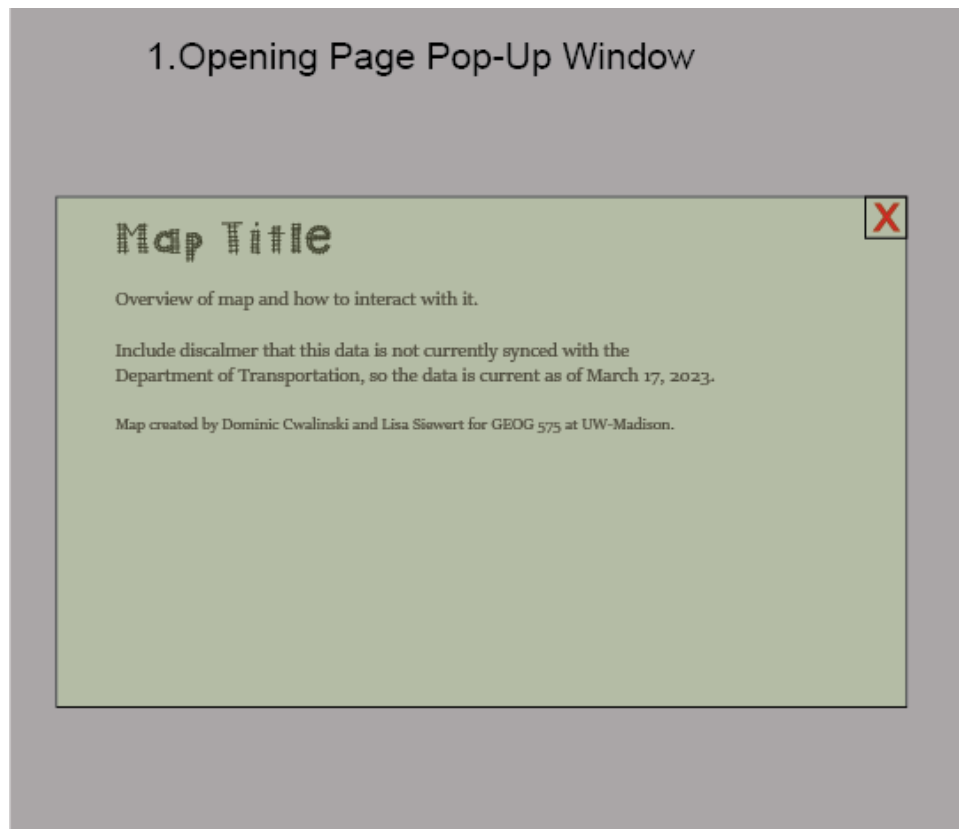 1.Opening Page Pop-Up Window
X
Map Title
Overview of map and how to interact with it.
Include discalmer that this data is not currently synced with the
Department of Transportation, so the data is current as of March 17, 2023.
Map created by Dominic Cwalinski and Lisa Siewert for GEOG 575 at UW-Madison.